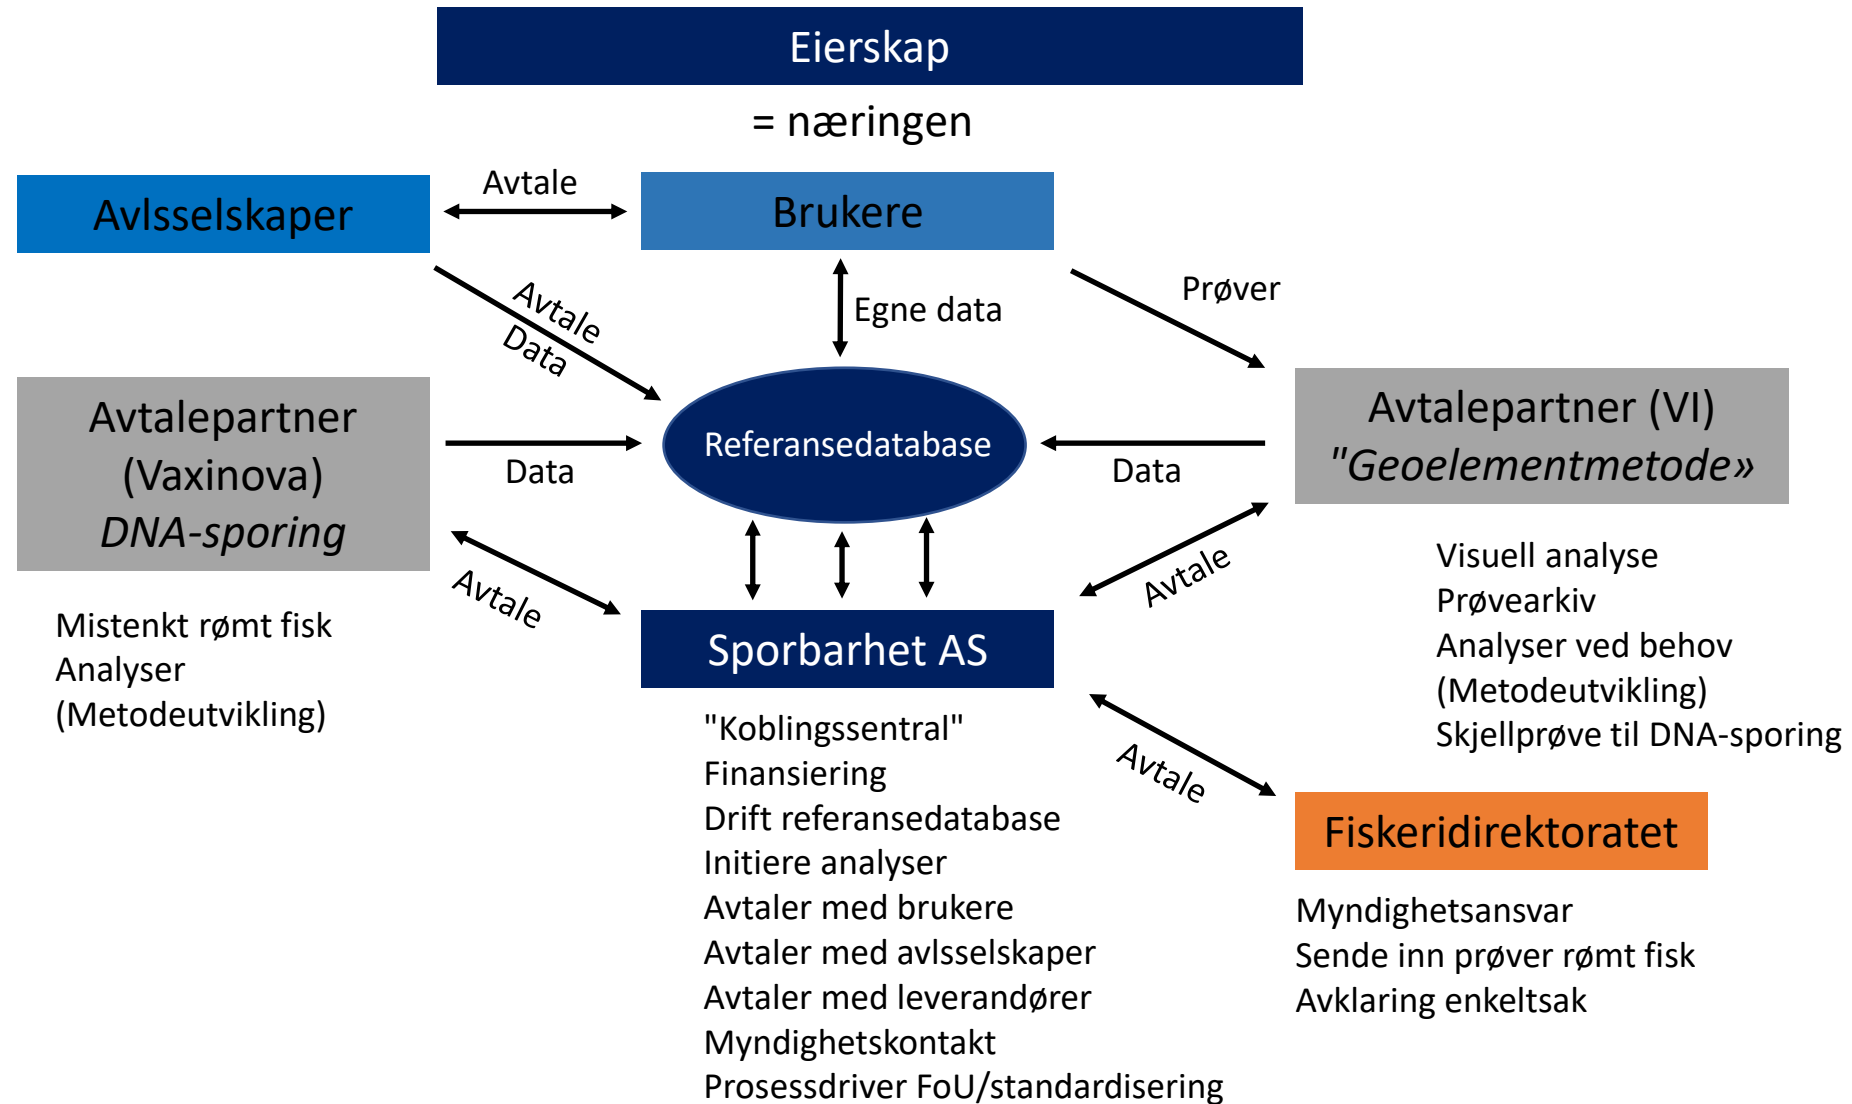 Eierskap
= næringen
Avlsselskaper
Avtale
Brukere
Avtale
Data
Egne data
Prøver
Avtalepartner
(Vaxinova)
DNA-sporing
Data
Referansedatabase
Data
Avtalepartner (VI)
"Geoelementmetode»
Avtale
Mistenkt rømt fisk
Analyser
(Metodeutvikling)
Sporbarhet AS
Avtale
Visuell analyse
Prøvearkiv
Analyser ved behov
(Metodeutvikling)
Skjellprøve til DNA-sporing
"Koblingssentral"
Finansiering
Drift referansedatabase
Initiere analyser
Avtaler med brukere
Avtaler med avlsselskaper
Avtaler med leverandører
Myndighetskontakt
Prosessdriver FoU/standardisering
Avtale
Fiskeridirektoratet
Myndighetsansvar
Sende inn prøver rømt fisk
Avklaring enkeltsak